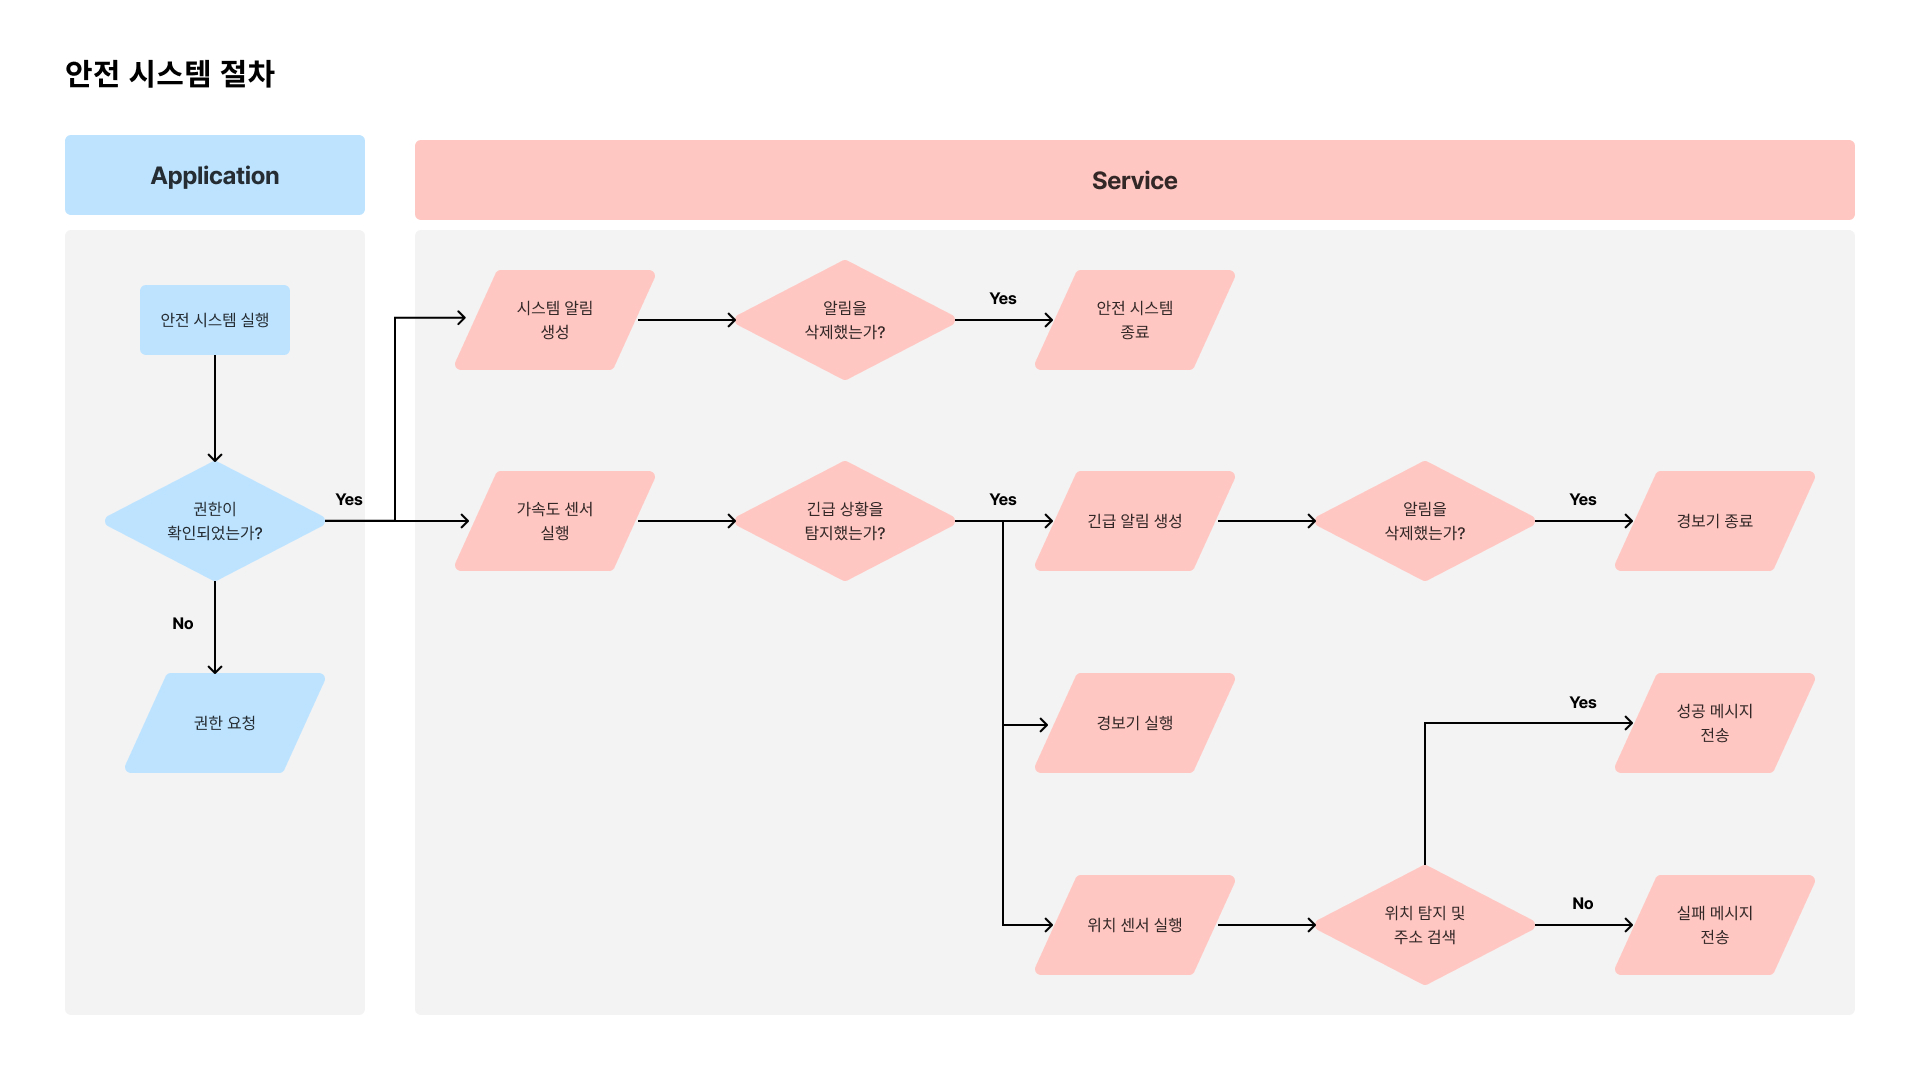 안전 시스템 절차
Application
Service
안전 시스템 실행
시스템 알림
생성
알림을
삭제했는가?
Yes
안전 시스템
종료
권한이
확인되었는가?
Yes
가속도 센서
실행
긴급 상황을
탐지했는가?
Yes
긴급 알림 생성
알림을
삭제했는가?
Yes
경보기 종료
No
권한 요청
경보기 실행
Yes
성공 메시지
전송
위치 센서 실행
위치 탐지 및
주소 검색
No
실패 메시지
전송